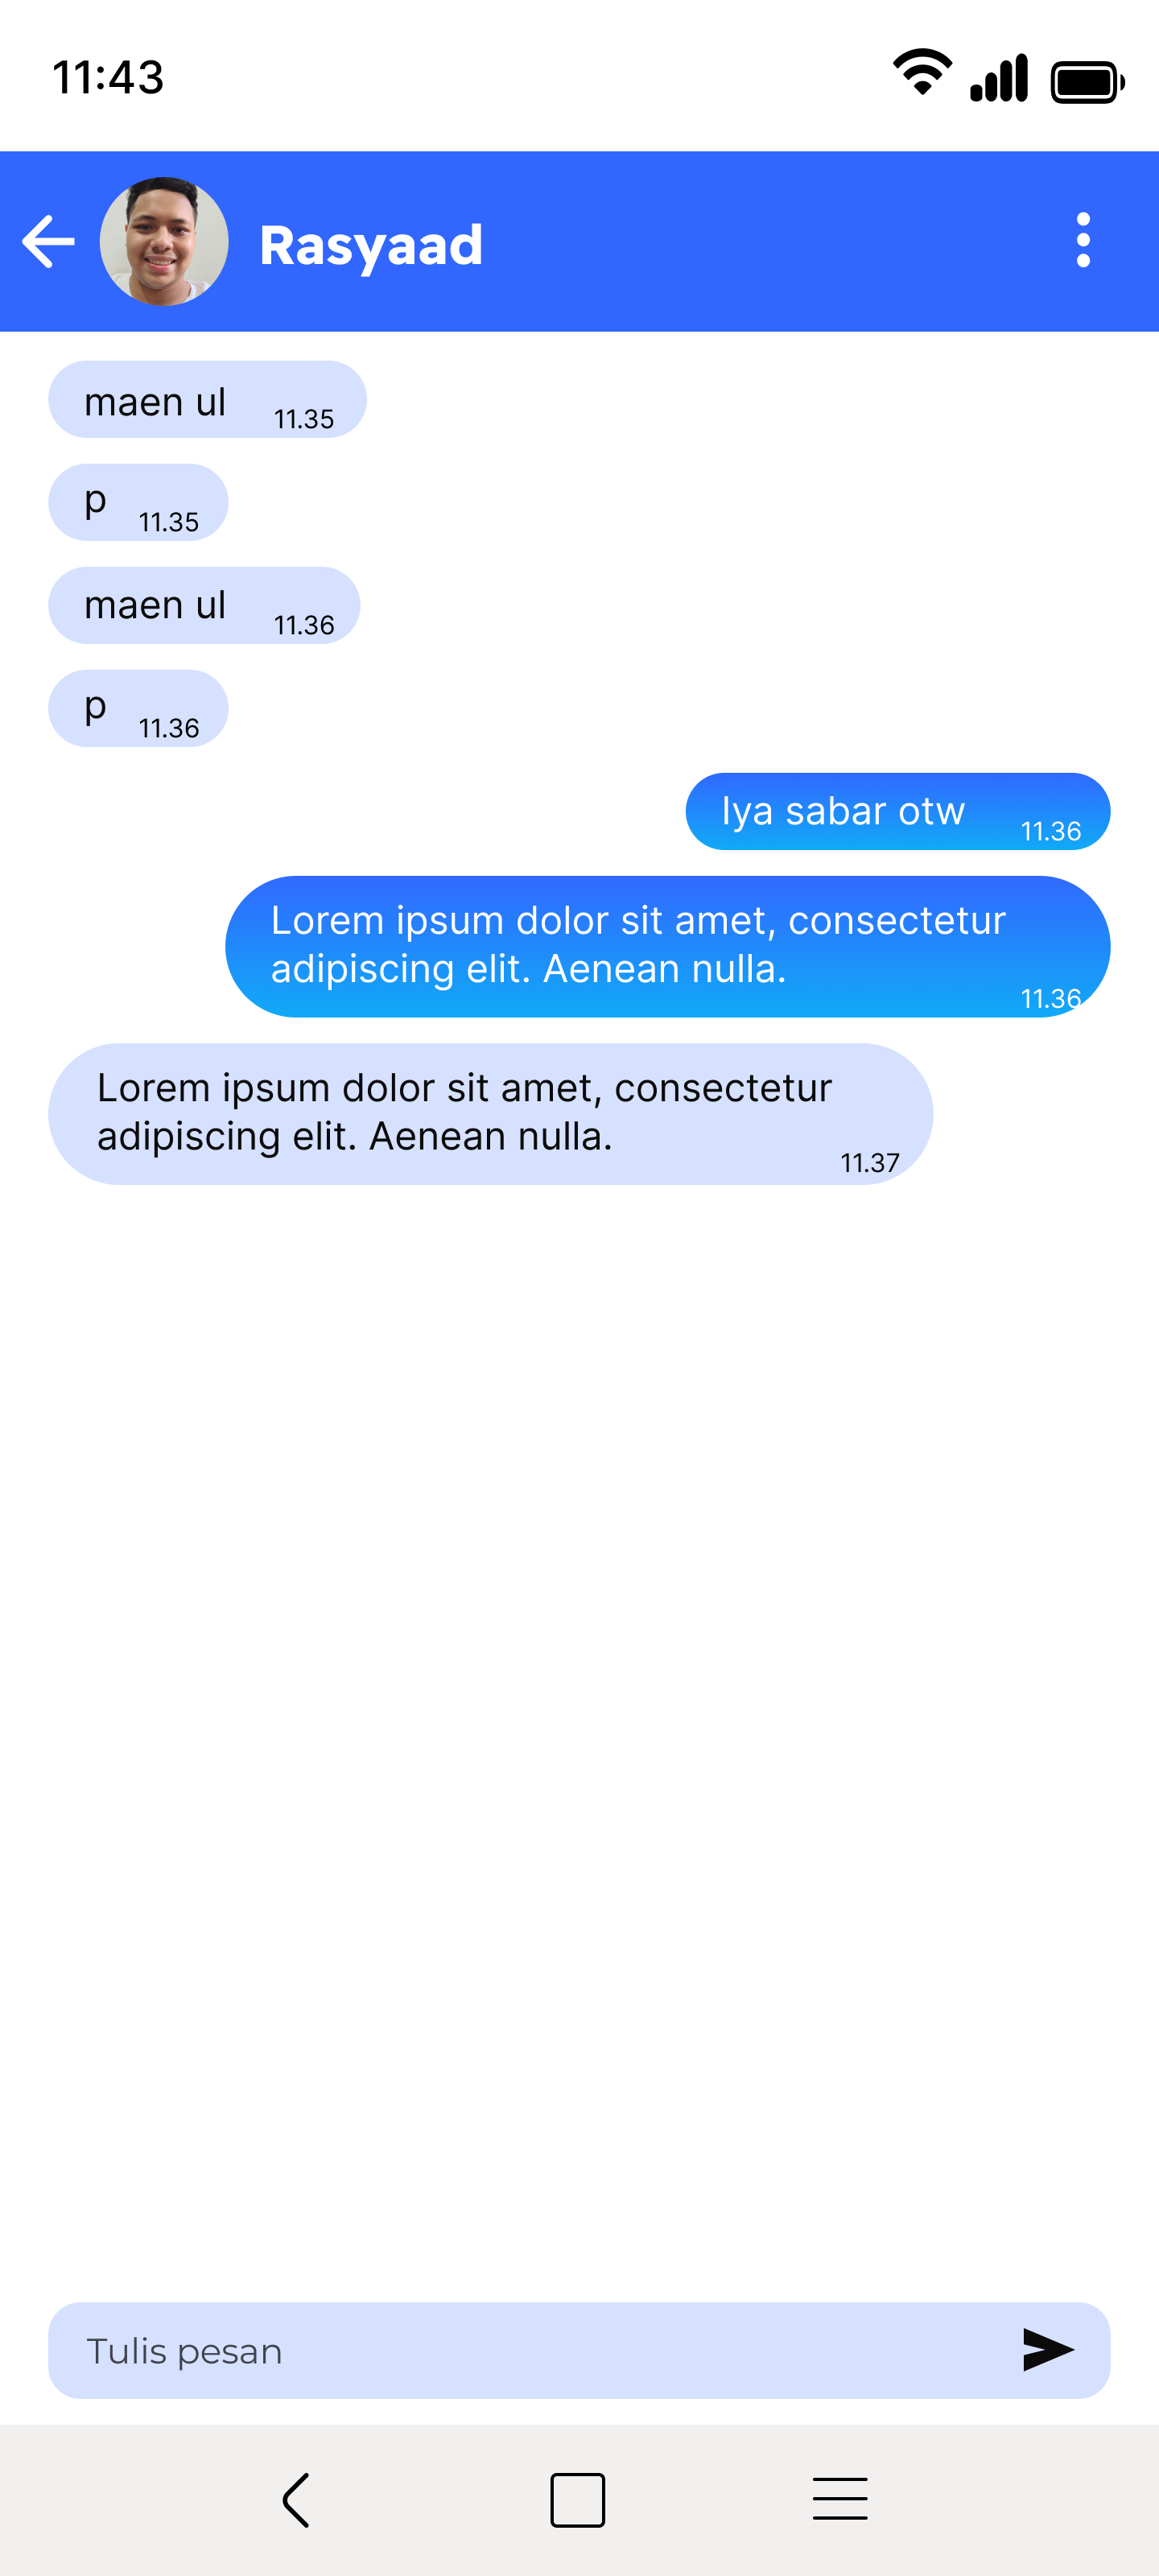 11:43
Rasyaad
maen ul 11.35
p 11.35
maen ul 11.36
p 11.36
Iya sabar otw 11.36
Lorem ipsum dolor sit amet, consectetur
adipiscing elit. Aenean nulla.
11.36
Lorem ipsum dolor sit amet, consectetur
adipiscing elit. Aenean nulla.
11.37
Tulis pesan